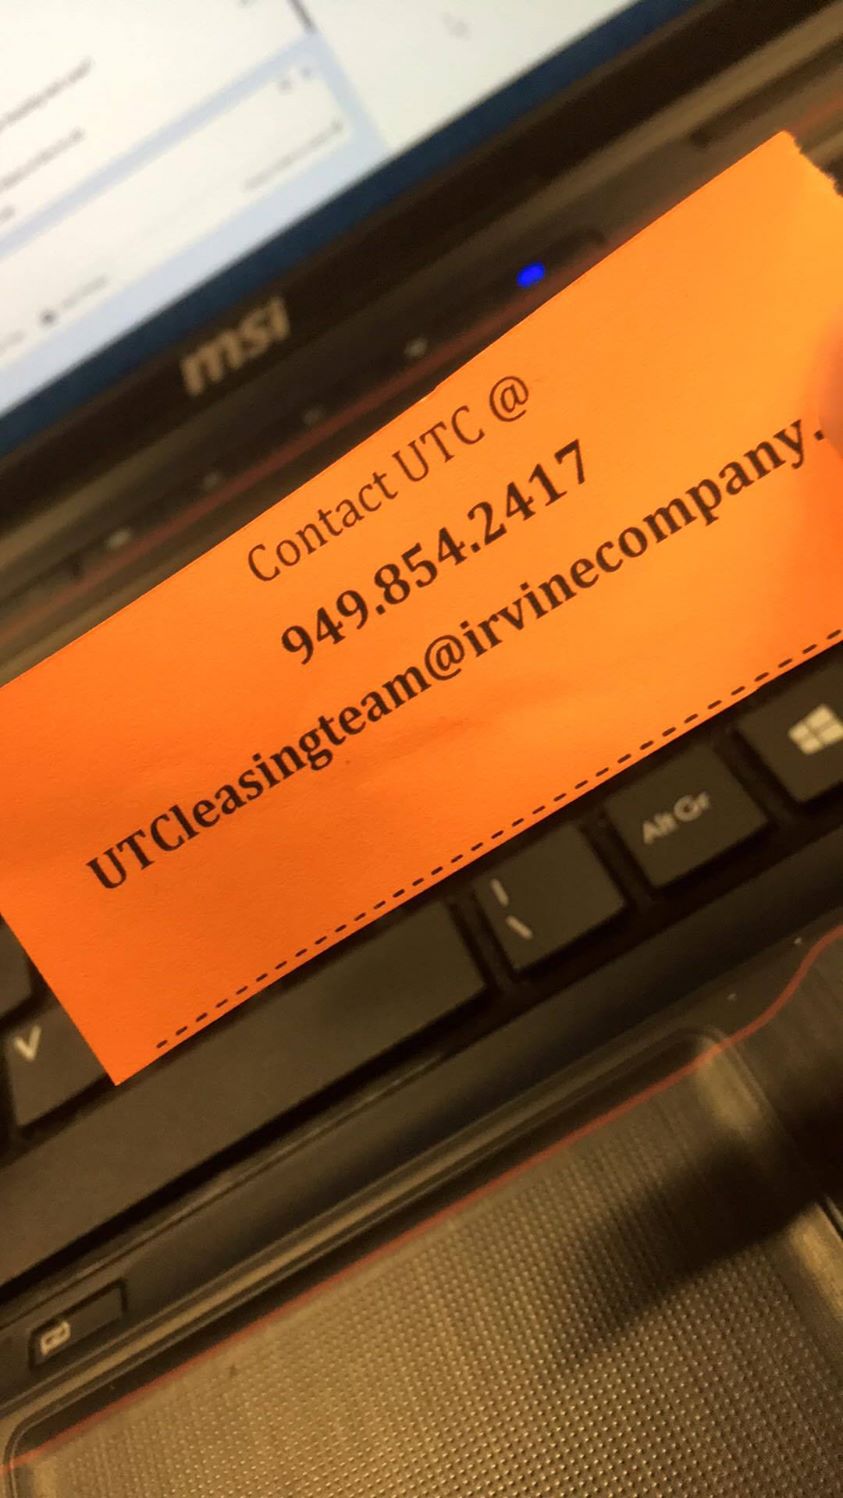 msi
Contact UTC @
949.854.2417
UTCleasingteam@irvinecompany.
Alt Gr
|
\
V